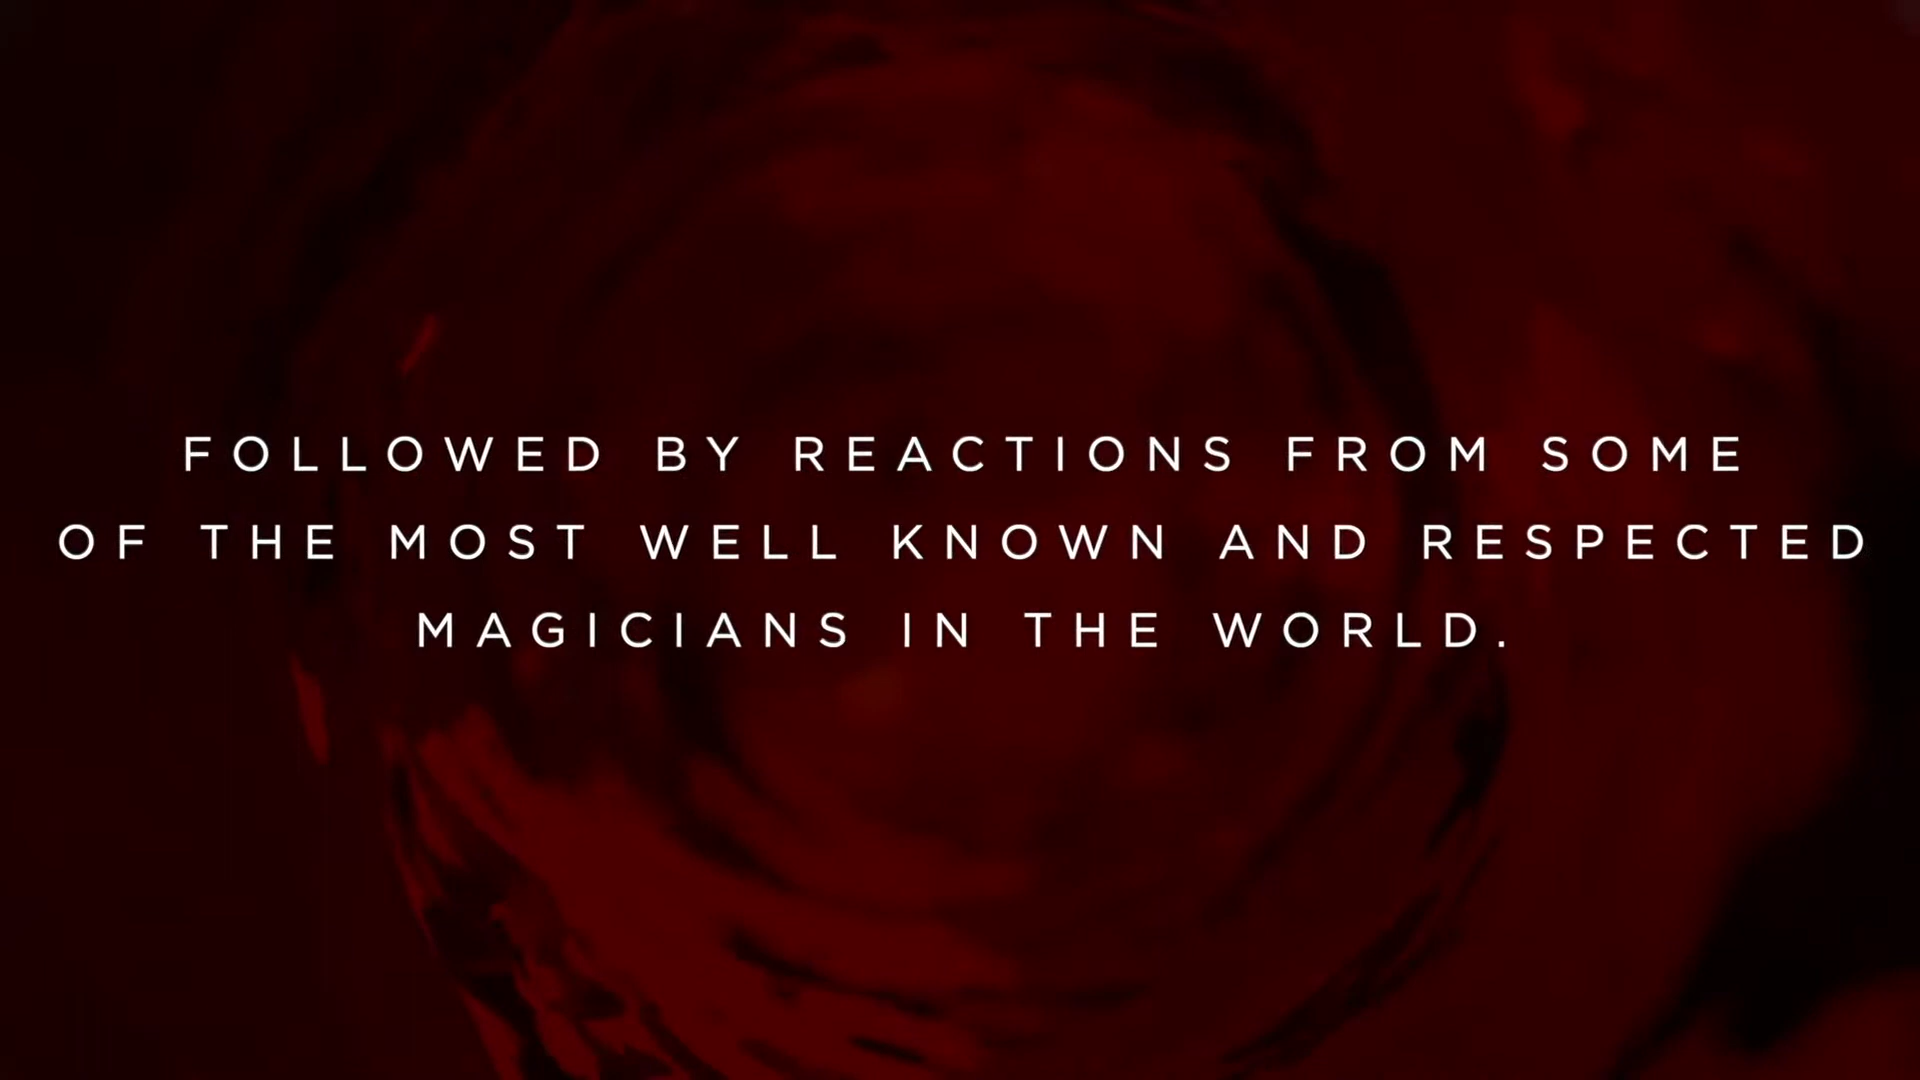 FOLLOWED BY REACTIONS FROM SOME
OF THE MOST WELL KNOWN AND RESPECTED
MAGICIANS IN THE WORLD.